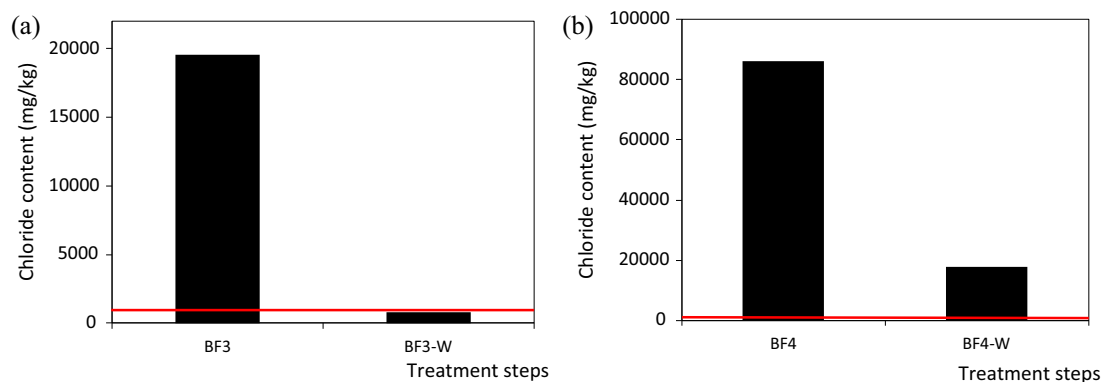 (a)
Chloride content (mg/kg)
20000
15000
10000
5000
0
BF3 BF3-W
Treatment steps
(b)
Chloride content (mg/kg)
100000
80000
60000
40000
20000
0
BF4 BF4-W
Treatment steps